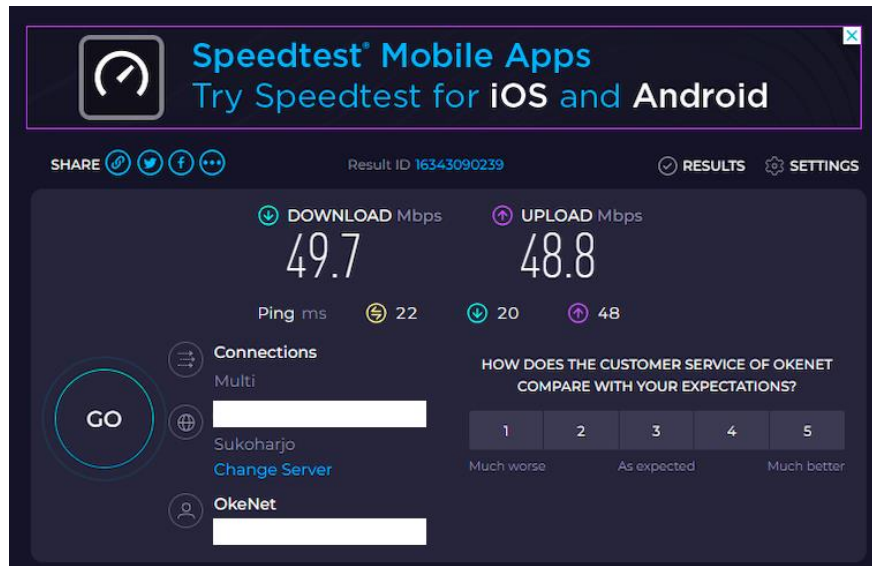 Speedtest® Mobile Apps
Try Speedtest for iOS and Android
SHARE
Result ID 16343090239
RESULTS
SETTINGS
DOWNLOAD Mbps
49.7
UPLOAD Mbps
48.8
Ping ms 22 20 48
Connections
Multi
Sukoharjo
Change Server
OkeNet
GO
HOW DOES THE CUSTOMER SERVICE OF OKENET
COMPARE WITH YOUR EXPECTATIONS?
1 2 3 4 5
Much worse As expected Much better